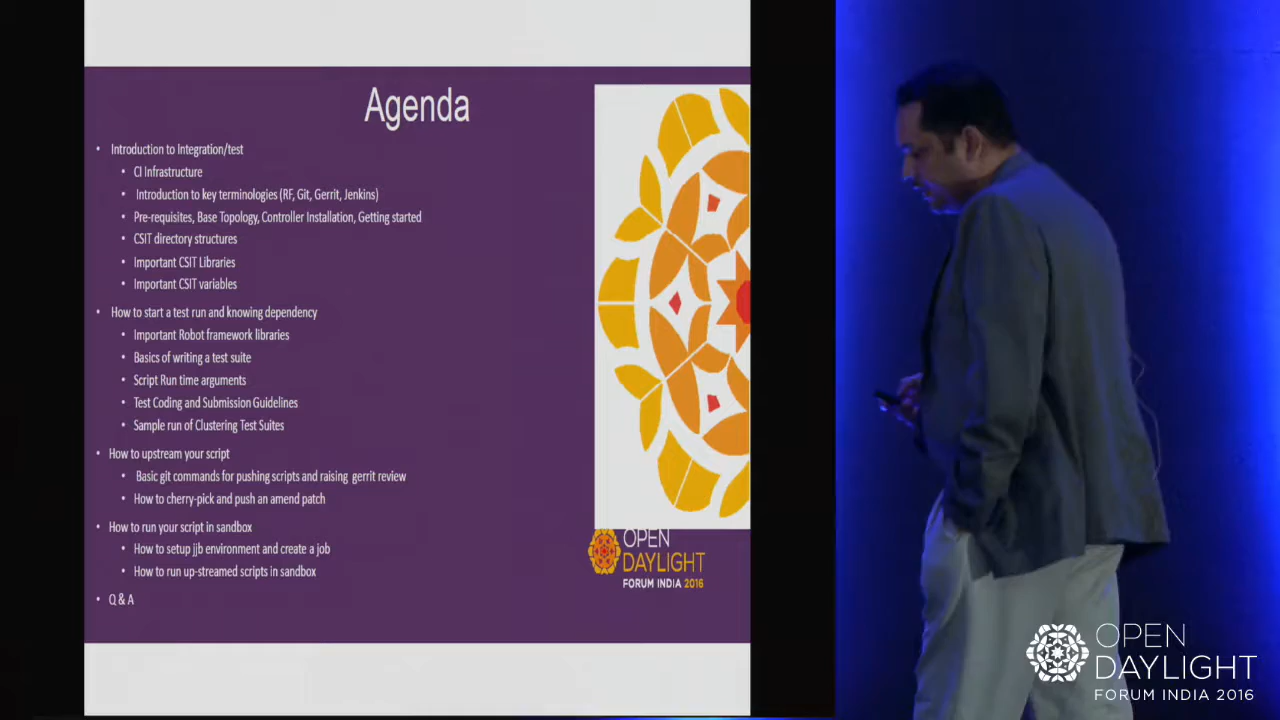 Agenda
• Introduction to Integration/test
• CI Infrastructure
• Introduction to key terminologies (RF, Git, Gerrit, Jenkins)
• Pre-requisites, Base Topology, Controller Installation, Getting started
• CSIT directory structures
• Important CSIT Libraries
• Important CSIT variables
• How to start a test run and knowing dependency
• Important Robot framework libraries
• Basics of writing a test suite
• Script Run time arguments
• Test Coding and Submission Guidelines
• Sample run of Clustering Test Suites
• How to upstream your script
• Basic git commands for pushing scripts and raising gerrit review
• How to cherry-pick and push an amend patch
• How to run your script in sandbox
• How to setup jjb environment and create a job
• How to run up-streamed scripts in sandbox
• Q & A
OPEN
DAYLIGHT
FORUM INDIA 2016
OPEN
DAYLIGHT
FORUM INDIA 2016